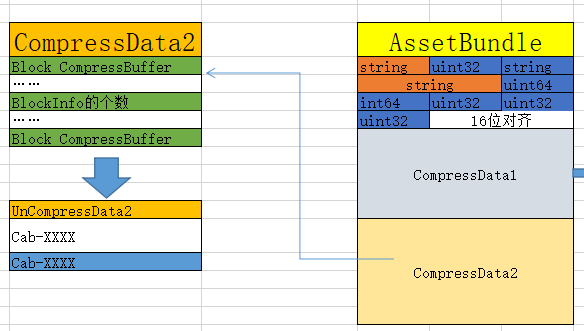 CompressData2
Block CompressBuffer
……
BlockInfo的个数
……
Block CompressBuffer
UnCompressData2
Cab-XXXX
Cab-XXXX
AssetBundle
string uint32 string
string uint64
int64 uint32 uint32
uint32 16位对齐
CompressData1
CompressData2